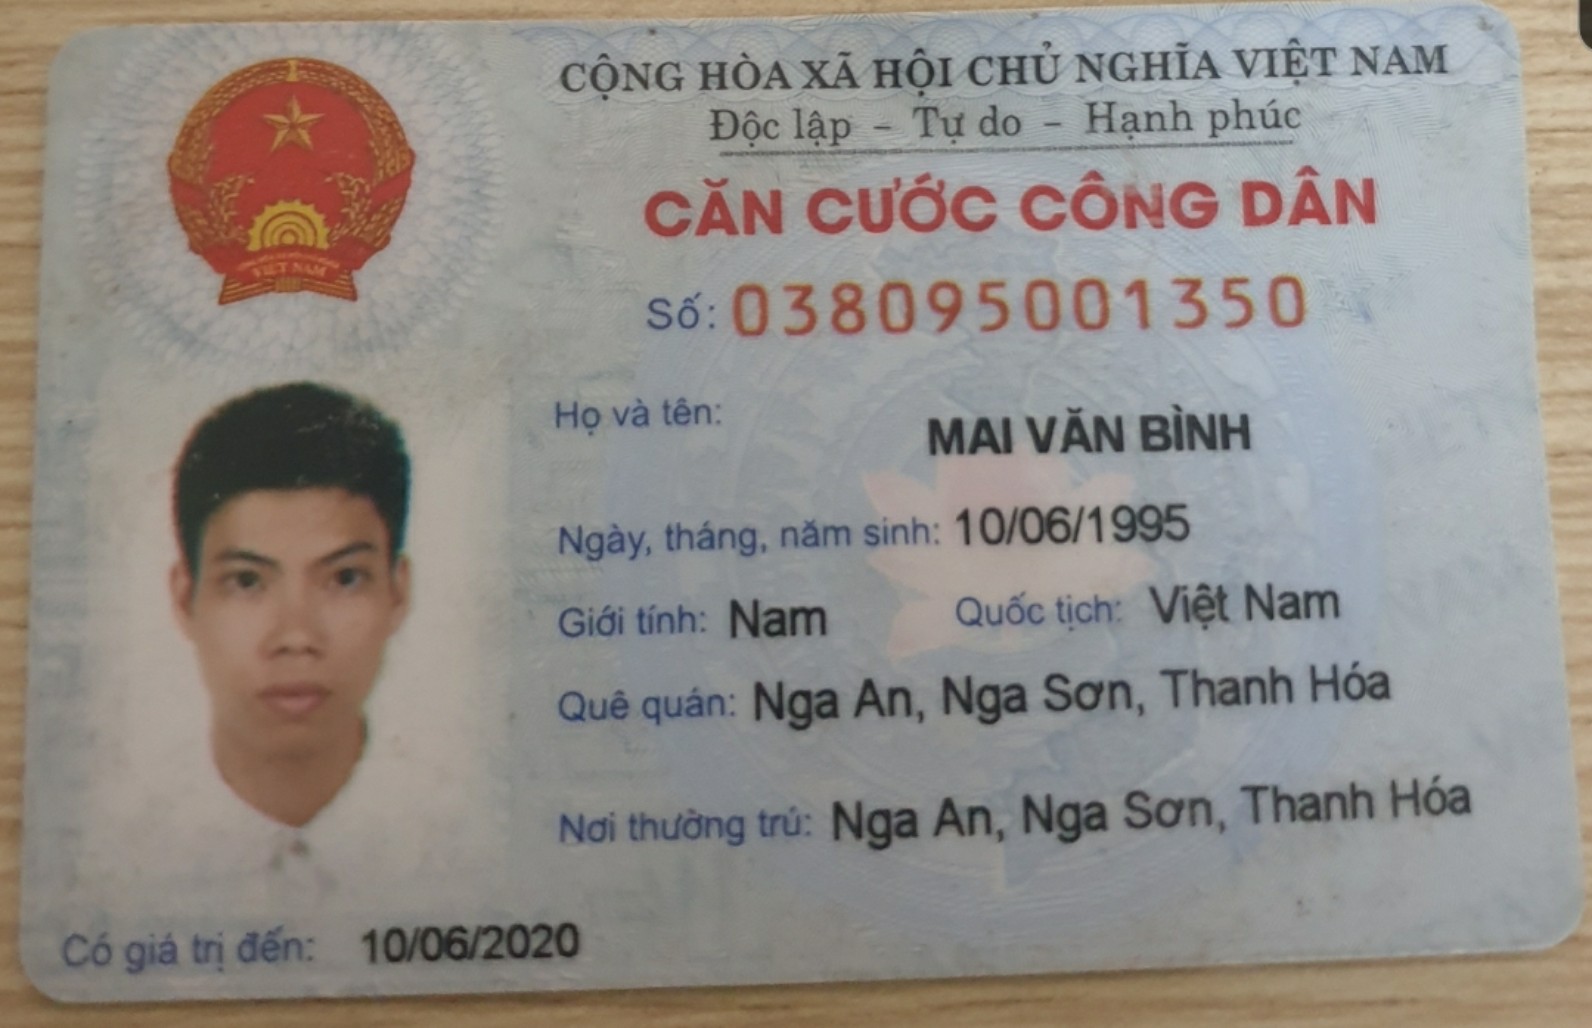 CỘNG HÒA XÃ HỘI CHỦ NGHĨA VIỆT NAM
Độc lập – Tự do – Hạnh phúc
CĂN CƯỚC CÔNG DÂN
Số: 038095001350
Họ và tên: MAI VĂN BÌNH
Ngày, tháng, năm sinh: 10/06/1995
Giới tính: Nam Quốc tịch: Việt Nam
Quê quán: Nga An, Nga Sơn, Thanh Hóa
Nơi thường trú: Nga An, Nga Sơn, Thanh Hóa
Có giá trị đến: 10/06/2020
VIỆT NAM